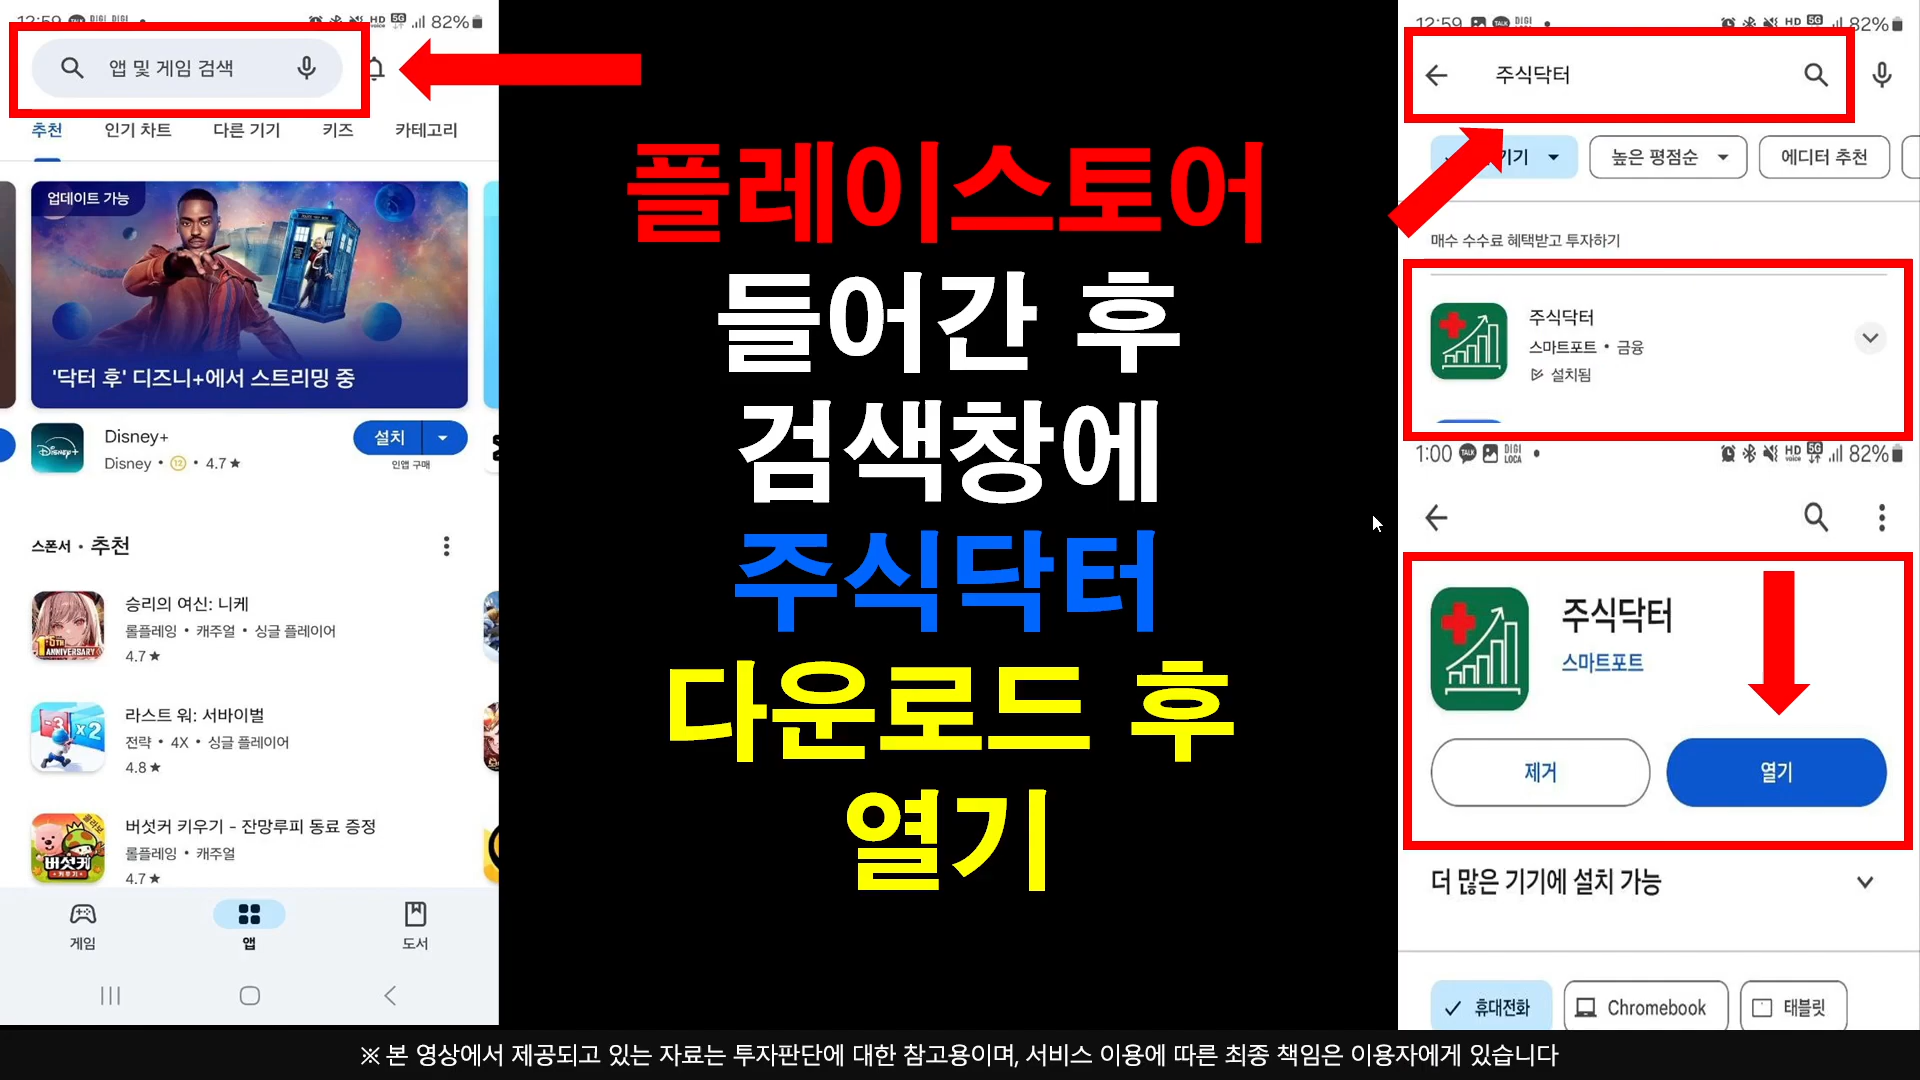 82%
앱 및 게임 검색
추천 인기 차트 다른 기기 키즈 카테고리
업데이트 가능
'닥터 후' 디즈니+에서 스트리밍 중
Disney+
Disney • 12 • 4.7★
설치
인앱 구매
스폰서 · 추천
승리의 여신: 니케
롤플레잉 • 캐주얼 • 싱글 플레이어
4.7★
라스트 워: 서바이벌
전략 • 4X • 싱글 플레이어
4.8★
버섯커 키우기 - 잔망루피 동료 증정
롤플레잉 • 캐주얼
4.7★
게임 앱 도서
플레이스토어
들어간 후
검색창에
주식닥터
다운로드 후
열기
82%
주식닥터
기기 높은 평점순 에디터 추천
매수 수수료 혜택받고 투자하기
주식닥터
스마트포트 • 금융
설치됨
1:00 TALK DIGI LOCA HD voice 5G 82%
주식닥터
스마트포트
제거 열기
더 많은 기기에 설치 가능
휴대전화 Chromebook 태블릿
※ 본 영상에서 제공되고 있는 자료는 투자판단에 대한 참고용이며, 서비스 이용에 따른 최종 책임은 이용자에게 있습니다